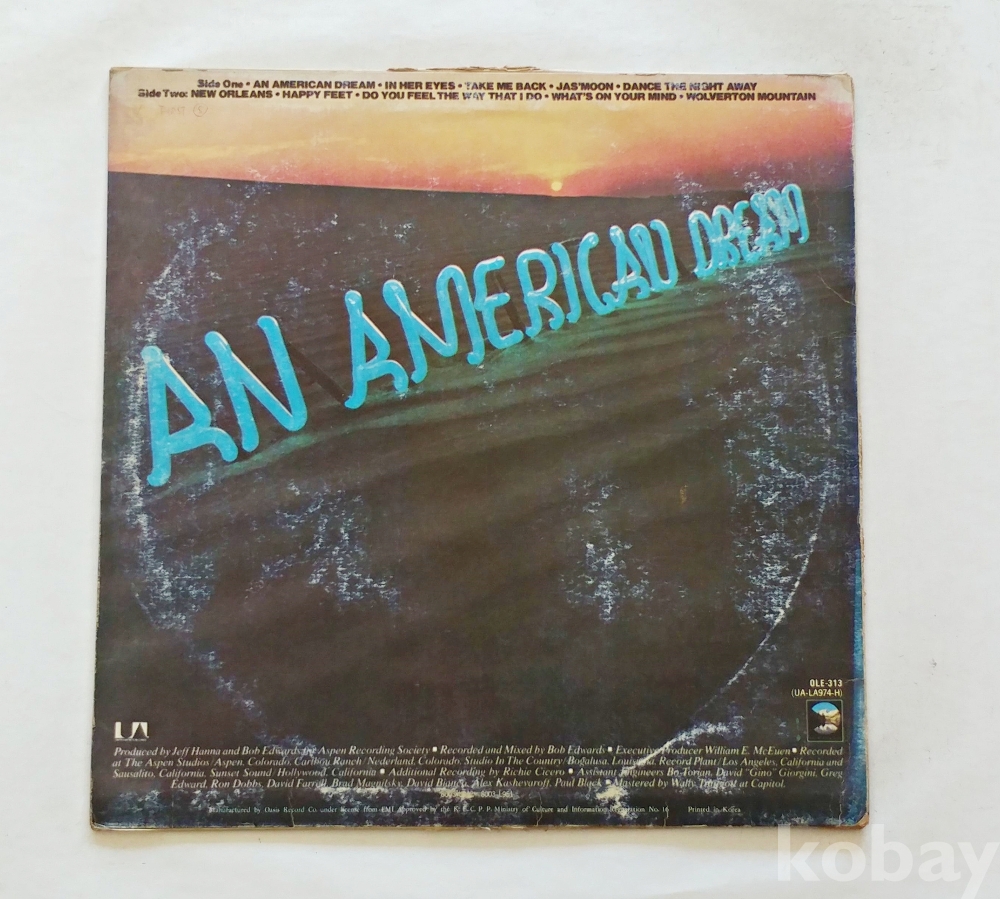 Side One • AN AMERICAN DREAM • IN HER EYES • TAKE ME BACK • JAS'MOON • DANCE THE NIGHT AWAY
Side Two: NEW ORLEANS • HAPPY FEET • DO YOU FEEL THE WAY THAT I DO • WHAT'S ON YOUR MIND • WOLVERTON MOUNTAIN
AN AMERICAN DREAM
OLE-313
(UA-LA974-H)
UA
Produced by Jeff Hanna and Bob Edwards for Aspen Recording Society • Recorded and Mixed by Bob Edwards • Executive Producer William E. McEuen • Recorded
at The Aspen Studios/Aspen, Colorado, Caribou Ranch/Nederland, Colorado, Studio In The Country/Bogalusa, Louisiana, Record Plant/Los Angeles, California and
Sausalito, California, Sunset Sound/Hollywood, California • Additional Recording by Richie Cicero • Assistant Engineers Bo Torian, David "Gino" Giorgini, Greg
Edward, Ron Dobbs, David Farrell, Brad Magnitsky, David Bianco, Alex Kashevaroff, Paul Black • Mastered by Wally Traugott at Capitol.
Manufactured by Oasis Record Co. under license from EMI Approved by the K. E. C. P. P. Ministry of Culture and Information Registration No. 16 Printed in Korea
kobay